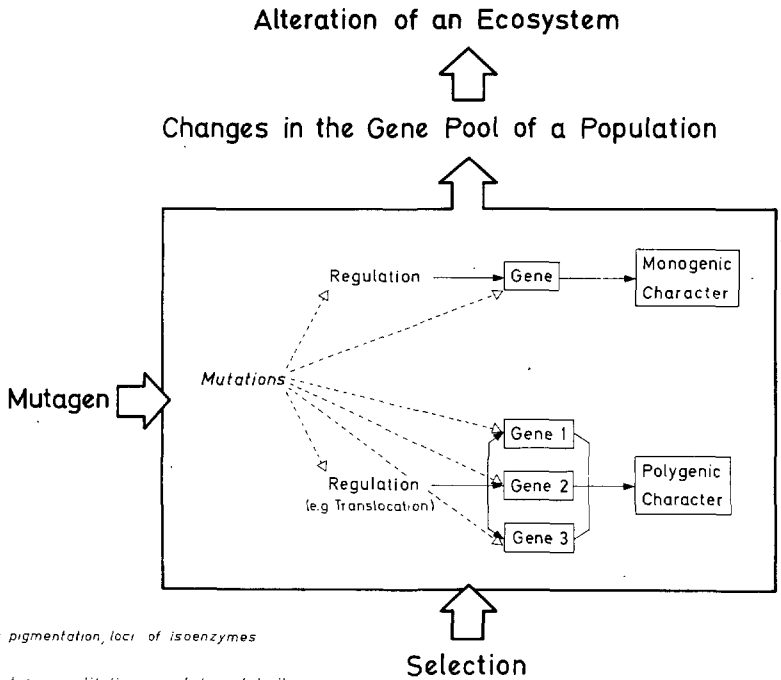 Alteration of an Ecosystem
Changes in the Gene Pool of a Population
Regulation
Gene
Monogenic
Character
Mutations
Mutagen
Gene 1
Regulation
(e.g Translocation)
Gene 2
Polygenic
Character
Gene 3
pigmentation, loci of isoenzymes
Selection